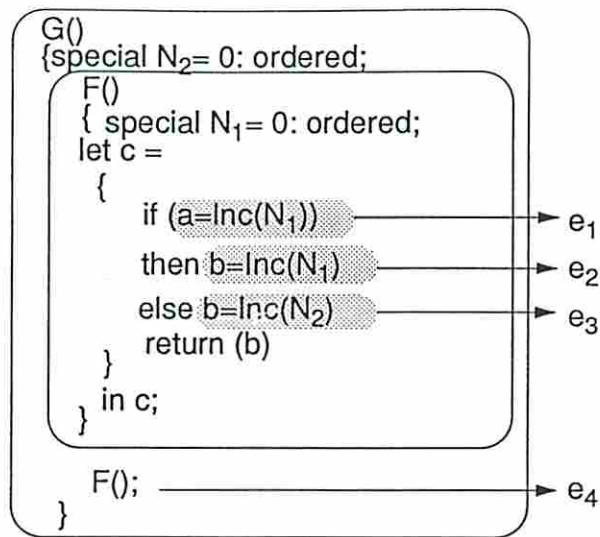 G()
{special N₂= 0: ordered;
F()
{ special N₁= 0: ordered;
let c =
{
if (a=Inc(N₁)) e₁
then b=Inc(N₁) e₂
else b=Inc(N₂) e₃
return (b)
}
in c;
}
F(); e₄
}